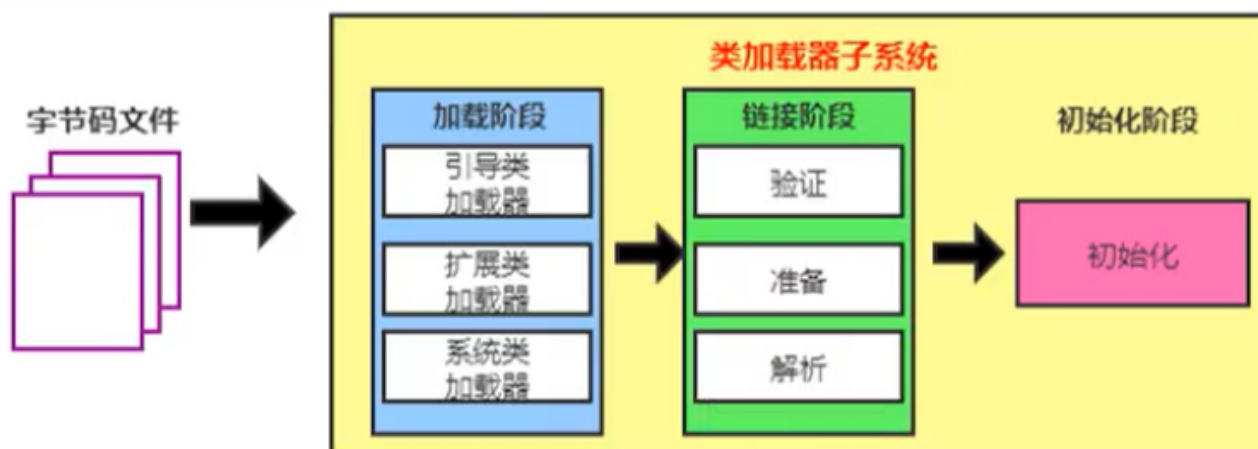 类加载器子系统
字节码文件
加载阶段
引导类
加载器
扩展类
加载器
系统类
加载器
链接阶段
验证
准备
解析
初始化阶段
初始化